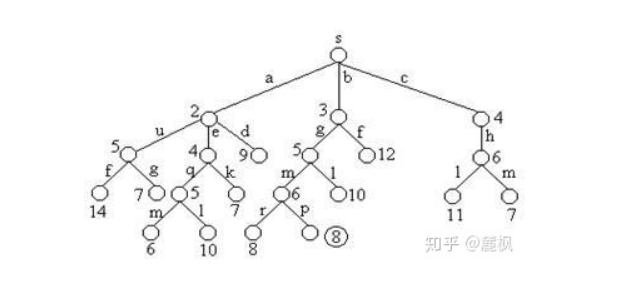 s
a b c
2 3 4
u e d g f h
5 4 9 5 12 6
f g q k m l l m
14 7 5 7 6 10 11 7
m l r p
6 10 8 8
知乎 @麓枫